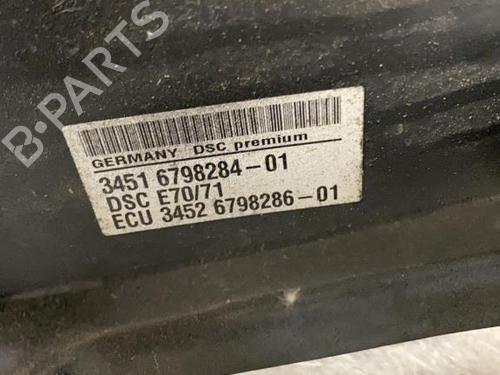 B-PARTS
GERMANY DSC premium
3451 6798284-01
DSC E70/71
ECU 3452 6798286-01